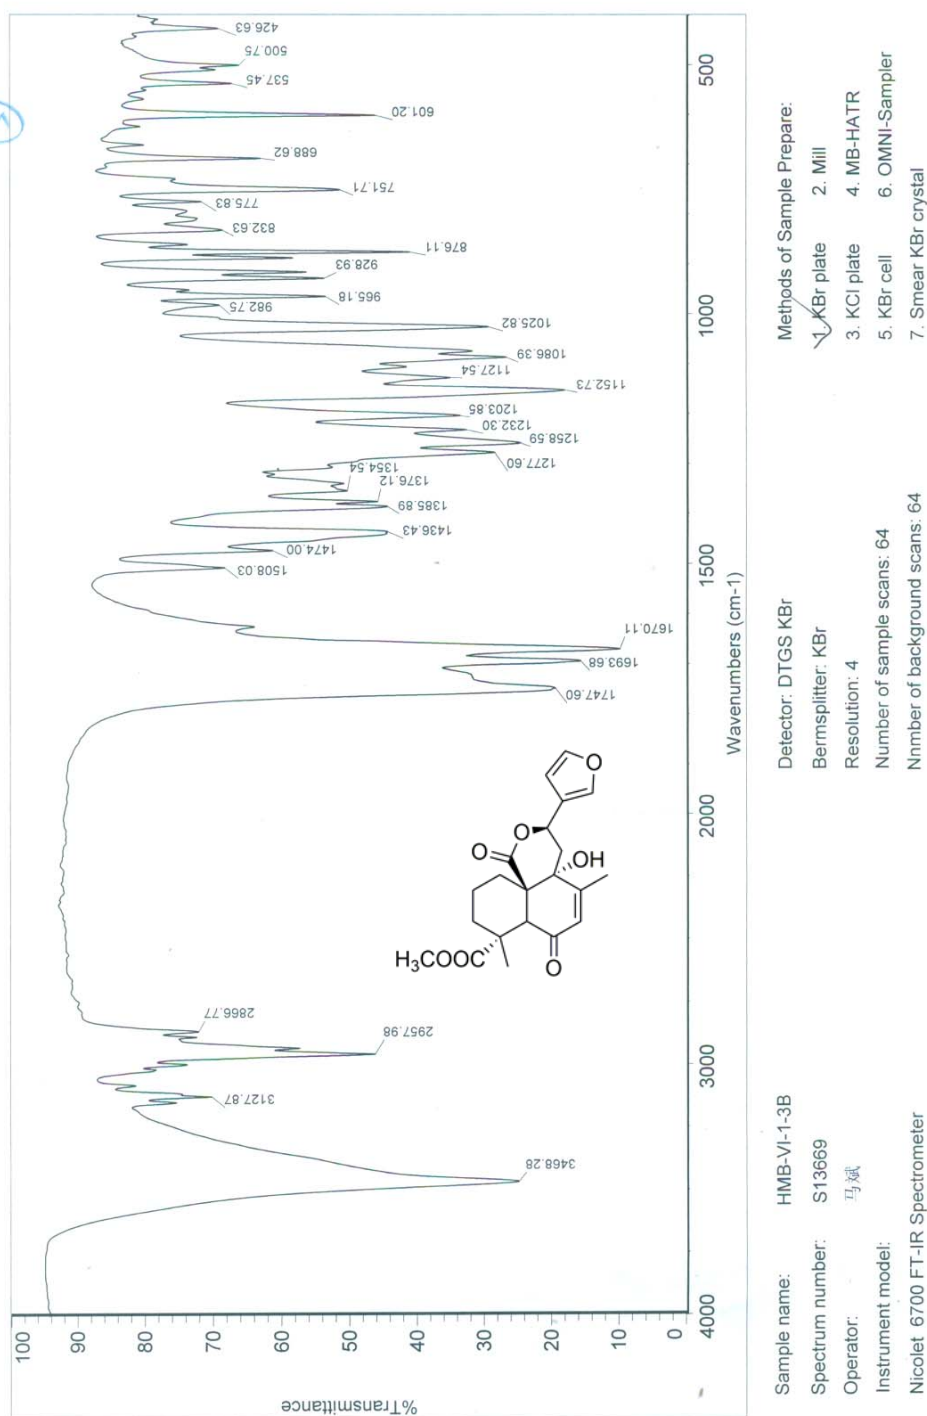 426.63
500.75
537.45
601.20
688.62
751.71
775.83
832.63
876.11
928.93
965.18
982.75
1025.82
1086.39
1127.54
1152.73
1203.85
1232.30
1258.59
1277.60
1354.54
1376.12
1385.89
1436.43
1474.00
1508.03
1670.11
1693.68
1747.60
2866.77
2957.98
3127.87
3468.28
O
O
O
OH
O
H₃COOC
100
90
80
70
60
50
40
30
20
10
0
%Transmittance
4000
3000
2000
1500
1000
500
Wavenumbers (cm-1)
Sample name: HMB-VI-1-3B
Spectrum number: S13669
Operator: 马斌
Instrument model:
Nicolet 6700 FT-IR Spectrometer
Detector: DTGS KBr
Bermsplitter: KBr
Resolution: 4
Number of sample scans: 64
Nnmber of background scans: 64
Methods of Sample Prepare:
1. KBr plate 2. Mill
3. KCl plate 4. MB-HATR
5. KBr cell 6. OMNI-Sampler
7. Smear KBr crystal